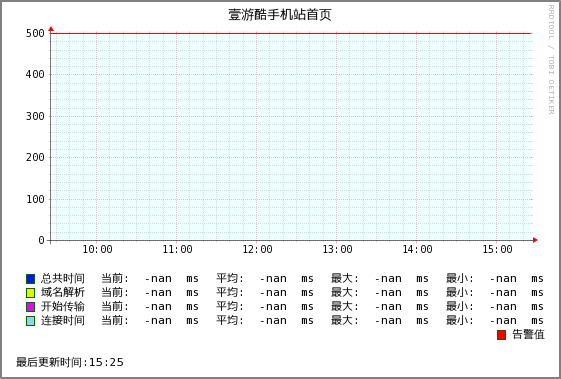 壹游酷手机站首页
RRDTOOL / TOBI OETIKER
500
400
300
200
100
0
10:00 11:00 12:00 13:00 14:00 15:00
总共时间 当前: -nan ms 平均: -nan ms 最大: -nan ms 最小: -nan ms
域名解析 当前: -nan ms 平均: -nan ms 最大: -nan ms 最小: -nan ms
开始传输 当前: -nan ms 平均: -nan ms 最大: -nan ms 最小: -nan ms
连接时间 当前: -nan ms 平均: -nan ms 最大: -nan ms 最小: -nan ms
告警值
最后更新时间:15:25